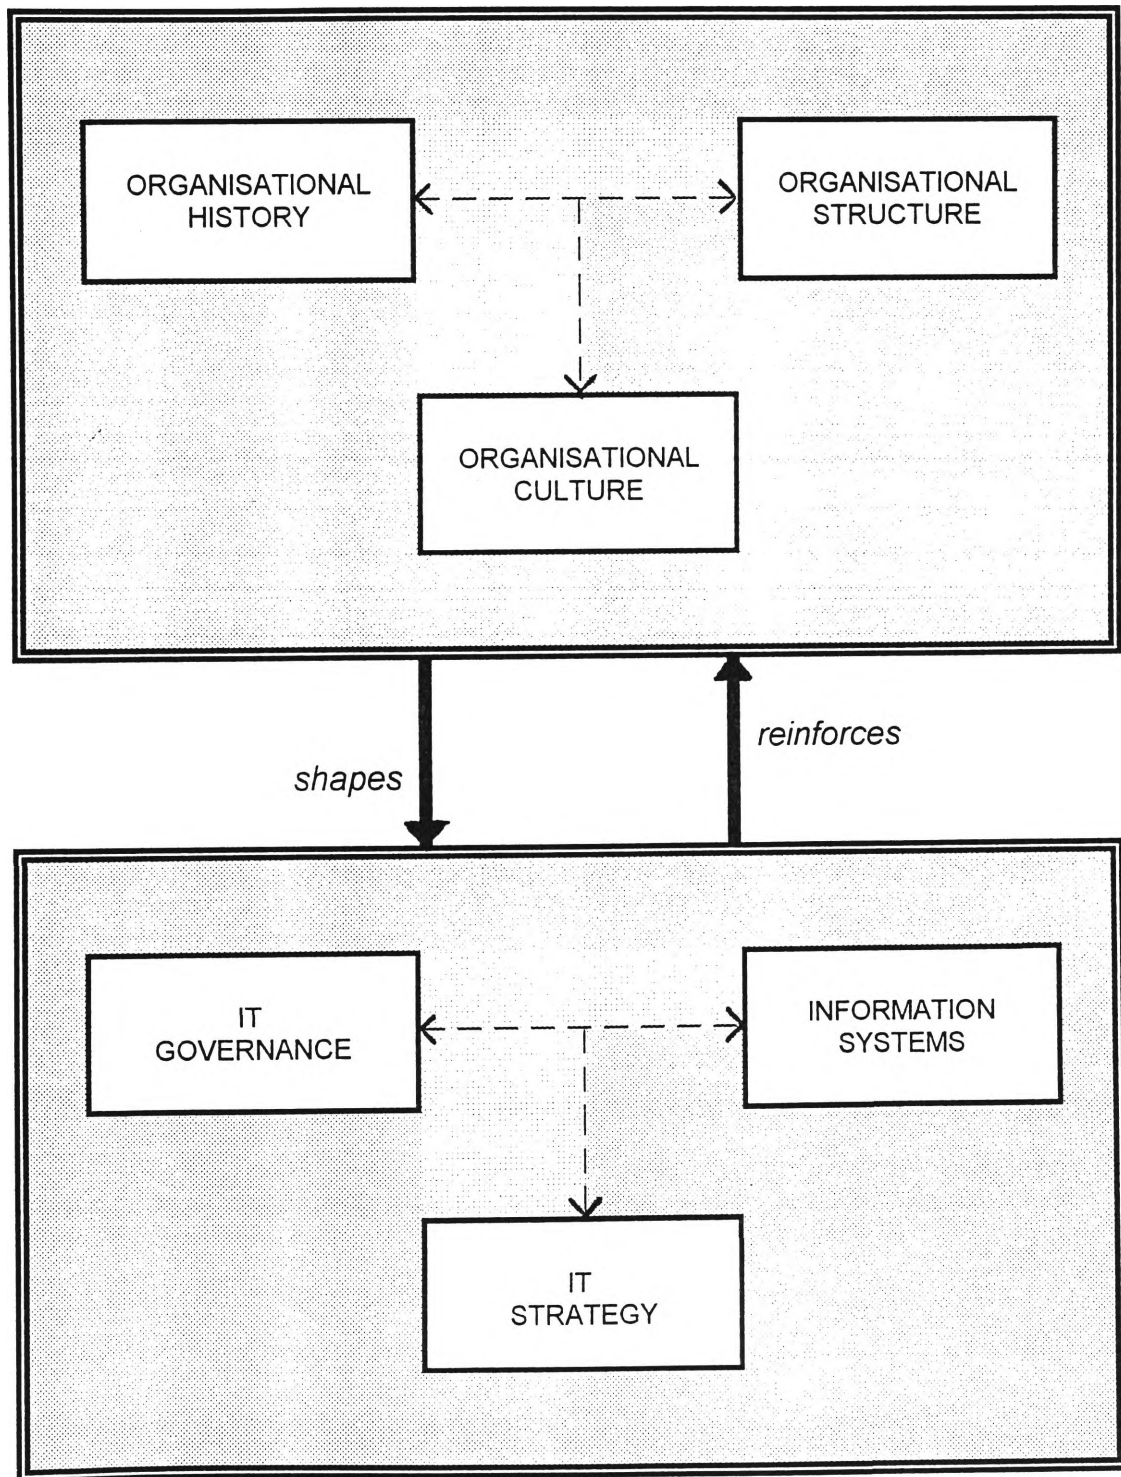 ORGANISATIONAL
HISTORY
ORGANISATIONAL
STRUCTURE
ORGANISATIONAL
CULTURE
shapes
reinforces
IT
GOVERNANCE
INFORMATION
SYSTEMS
IT
STRATEGY